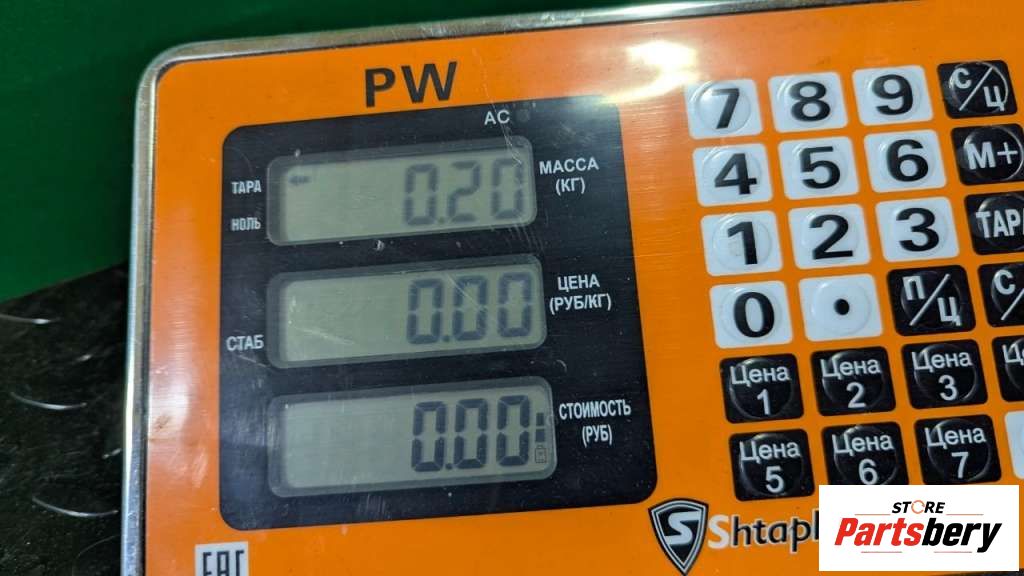 PW
AC
ТАРА
НОЛЬ
0.20
МАССА
(КГ)
СТАБ
0.00
ЦЕНА
(РУБ/КГ)
0.00
СТОИМОСТЬ
(РУБ)
7 8 9 С/Ц
4 5 6 М+
1 2 3
0 . П/Ц
Цена 1 Цена 2 Цена 3
Цена 5 Цена 6 Цена 7
S
EAC
STORE
Partsbery